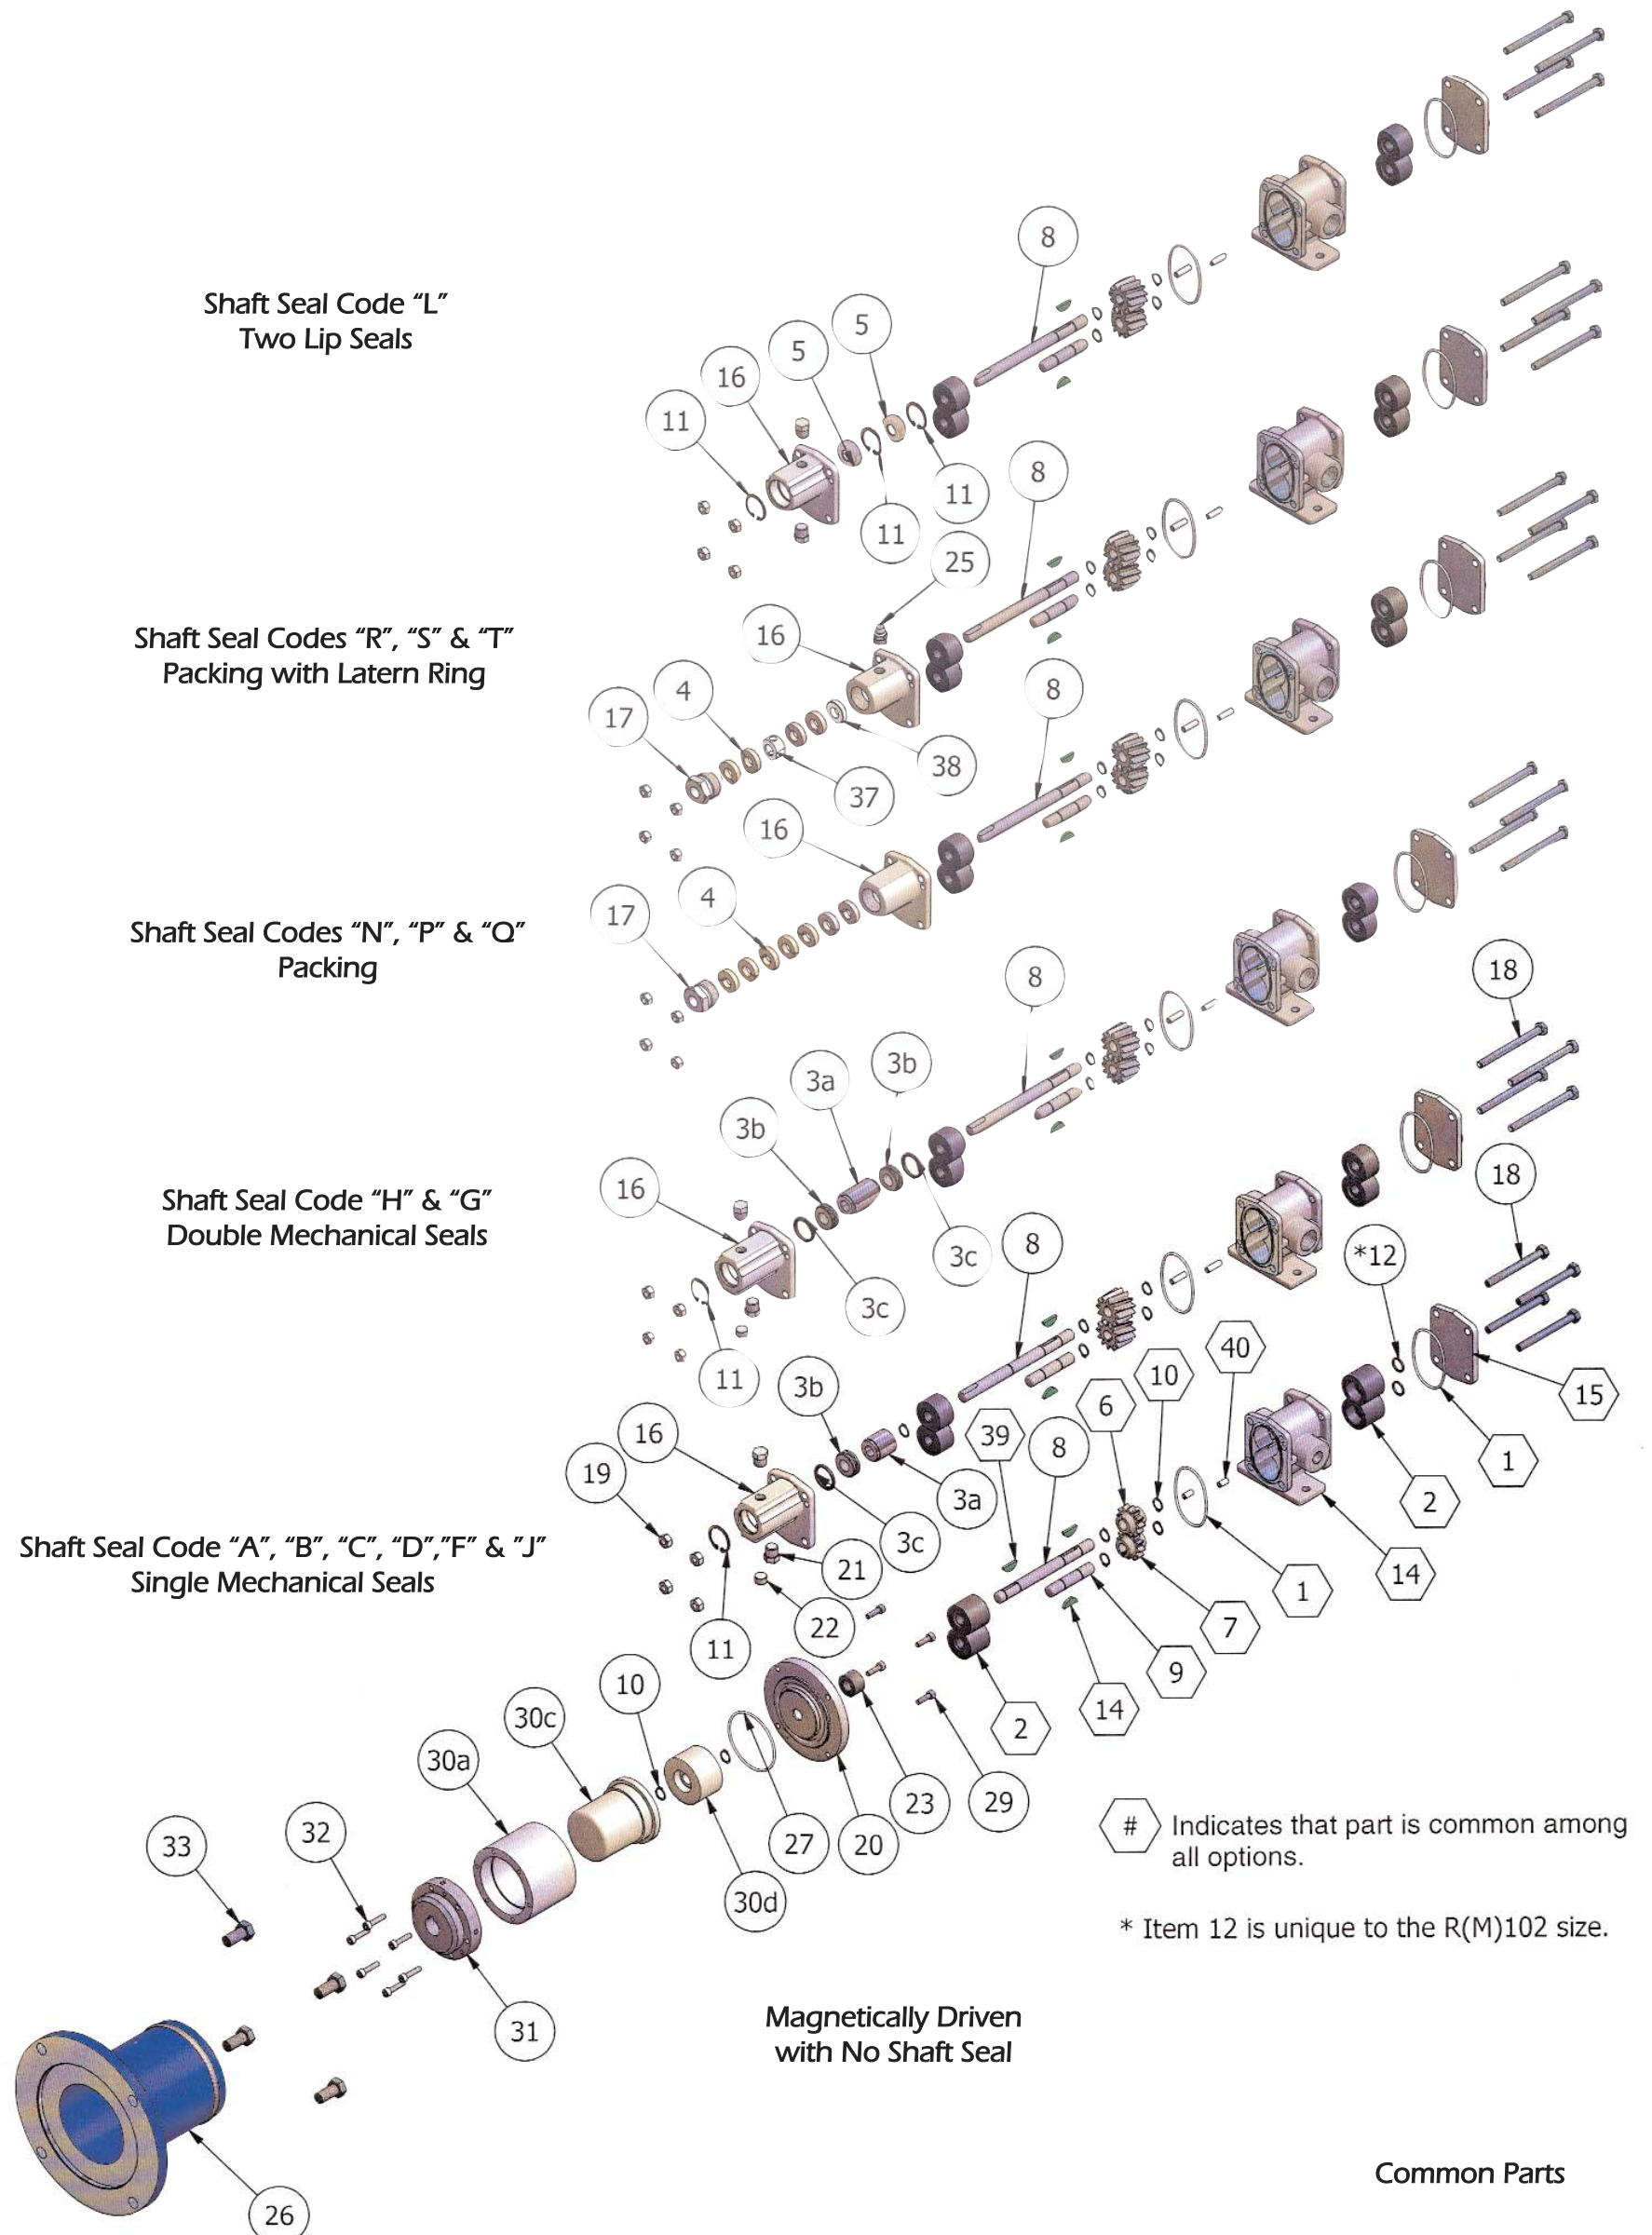 8
Shaft Seal Code “L”
Two Lip Seals
5
5
16
11
11
11
8
25
Shaft Seal Codes “R”, “S” & “T”
Packing with Latern Ring
16
4
17
38
37
8
16
Shaft Seal Codes “N”, “P” & “Q”
Packing
4
17
8
18
3b
3a
3b
16
Shaft Seal Code “H” & “G”
Double Mechanical Seals
3c
3c
11
8
18
*12
40
10
15
6
3b
39
8
1
16
19
3a
2
Shaft Seal Code “A”, “B”, “C”, “D”,”F” & ”J”
Single Mechanical Seals
3c
21
14
1
22
7
11
9
14
2
10
30c
30a
23
29
32
33
27
20
# Indicates that part is common among
all options.
30d
* Item 12 is unique to the R(M)102 size.
31
Magnetically Driven
with No Shaft Seal
26
Common Parts